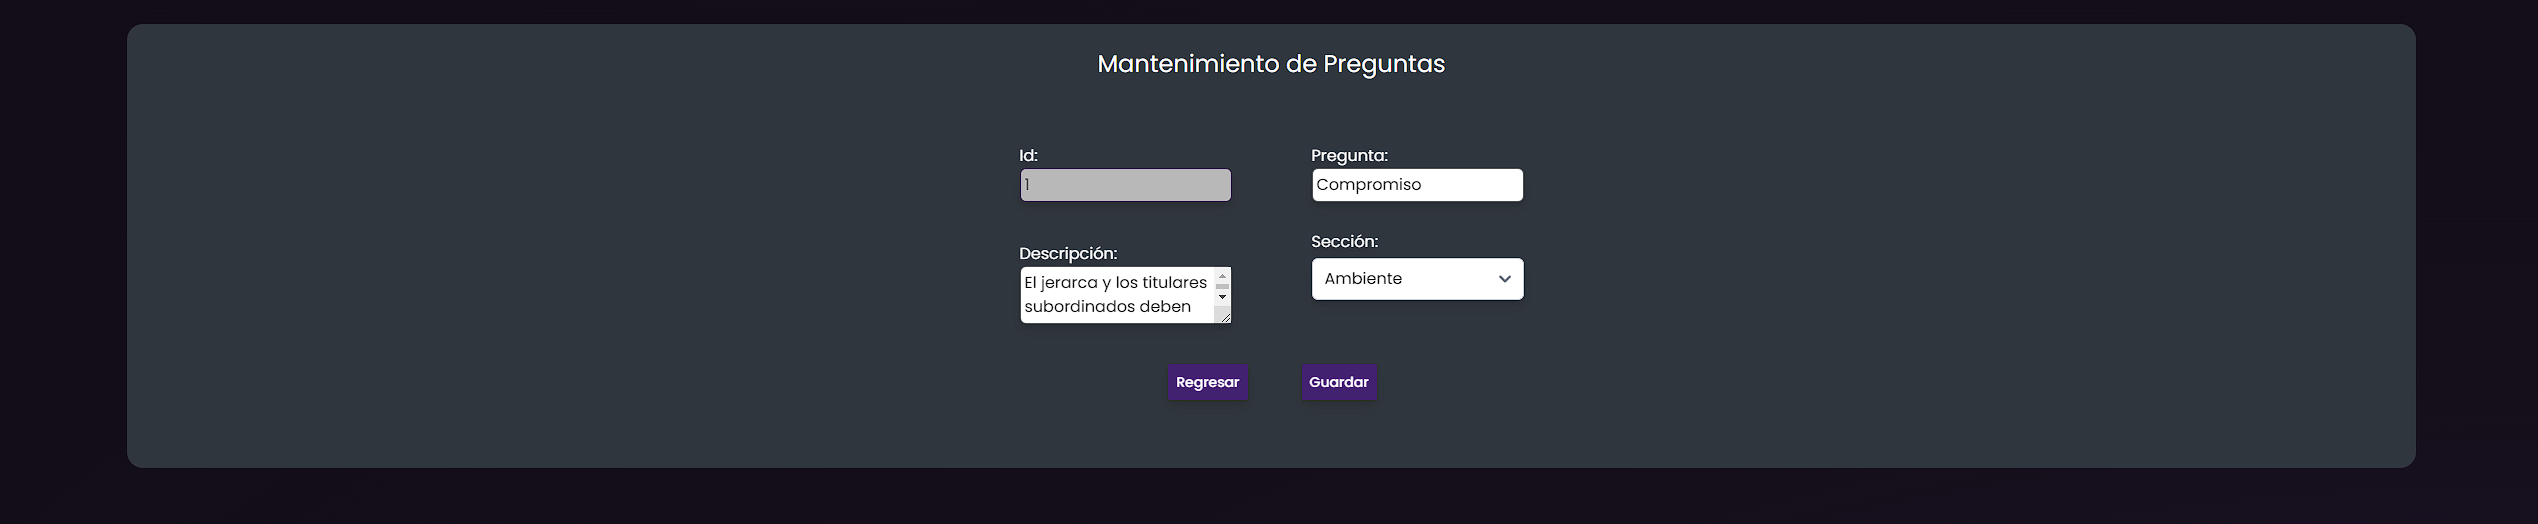 Mantenimiento de Preguntas
Id:
1
Pregunta:
Compromiso
Descripción:
El jerarca y los titulares
subordinados deben
Sección:
Ambiente
Regresar
Guardar